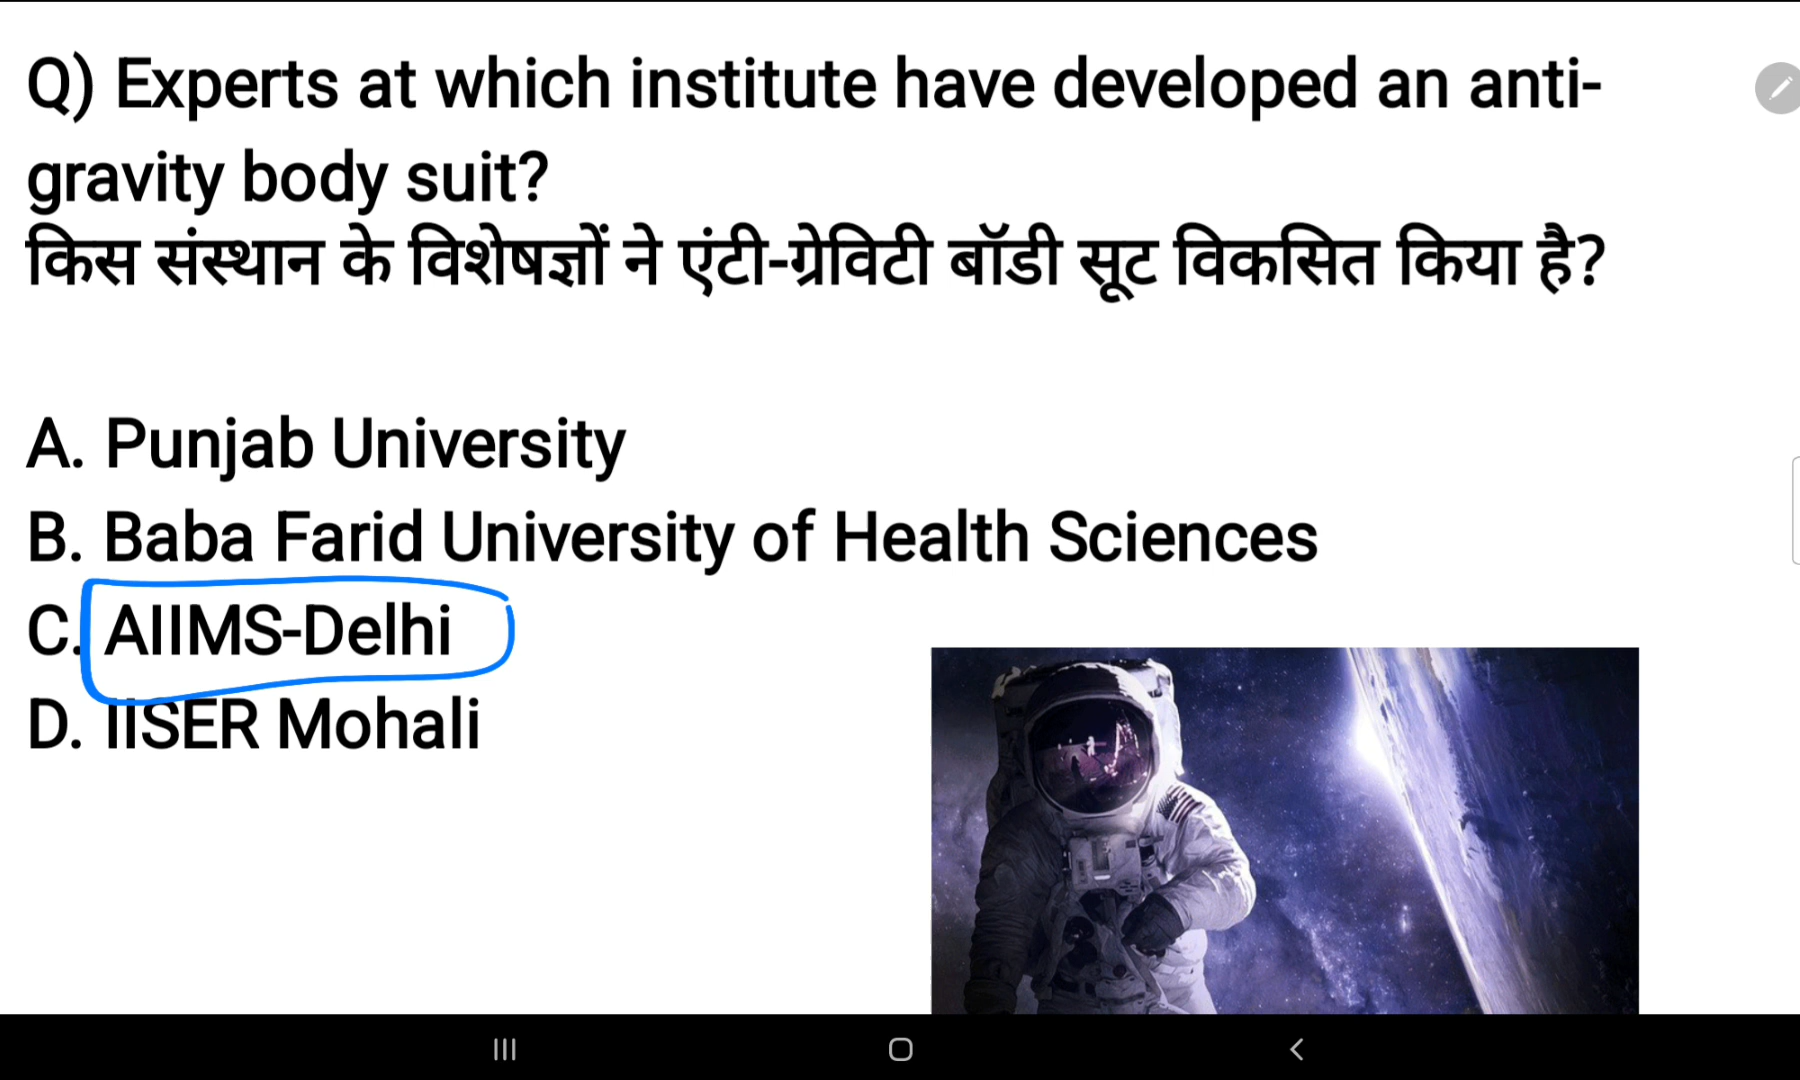 Q) Experts at which institute have developed an anti-
gravity body suit?
किस संस्थान के विशेषज्ञों ने एंटी-ग्रेविटी बॉडी सूट विकसित किया है?
A. Punjab University
B. Baba Farid University of Health Sciences
C. AIIMS-Delhi
D. IISER Mohali